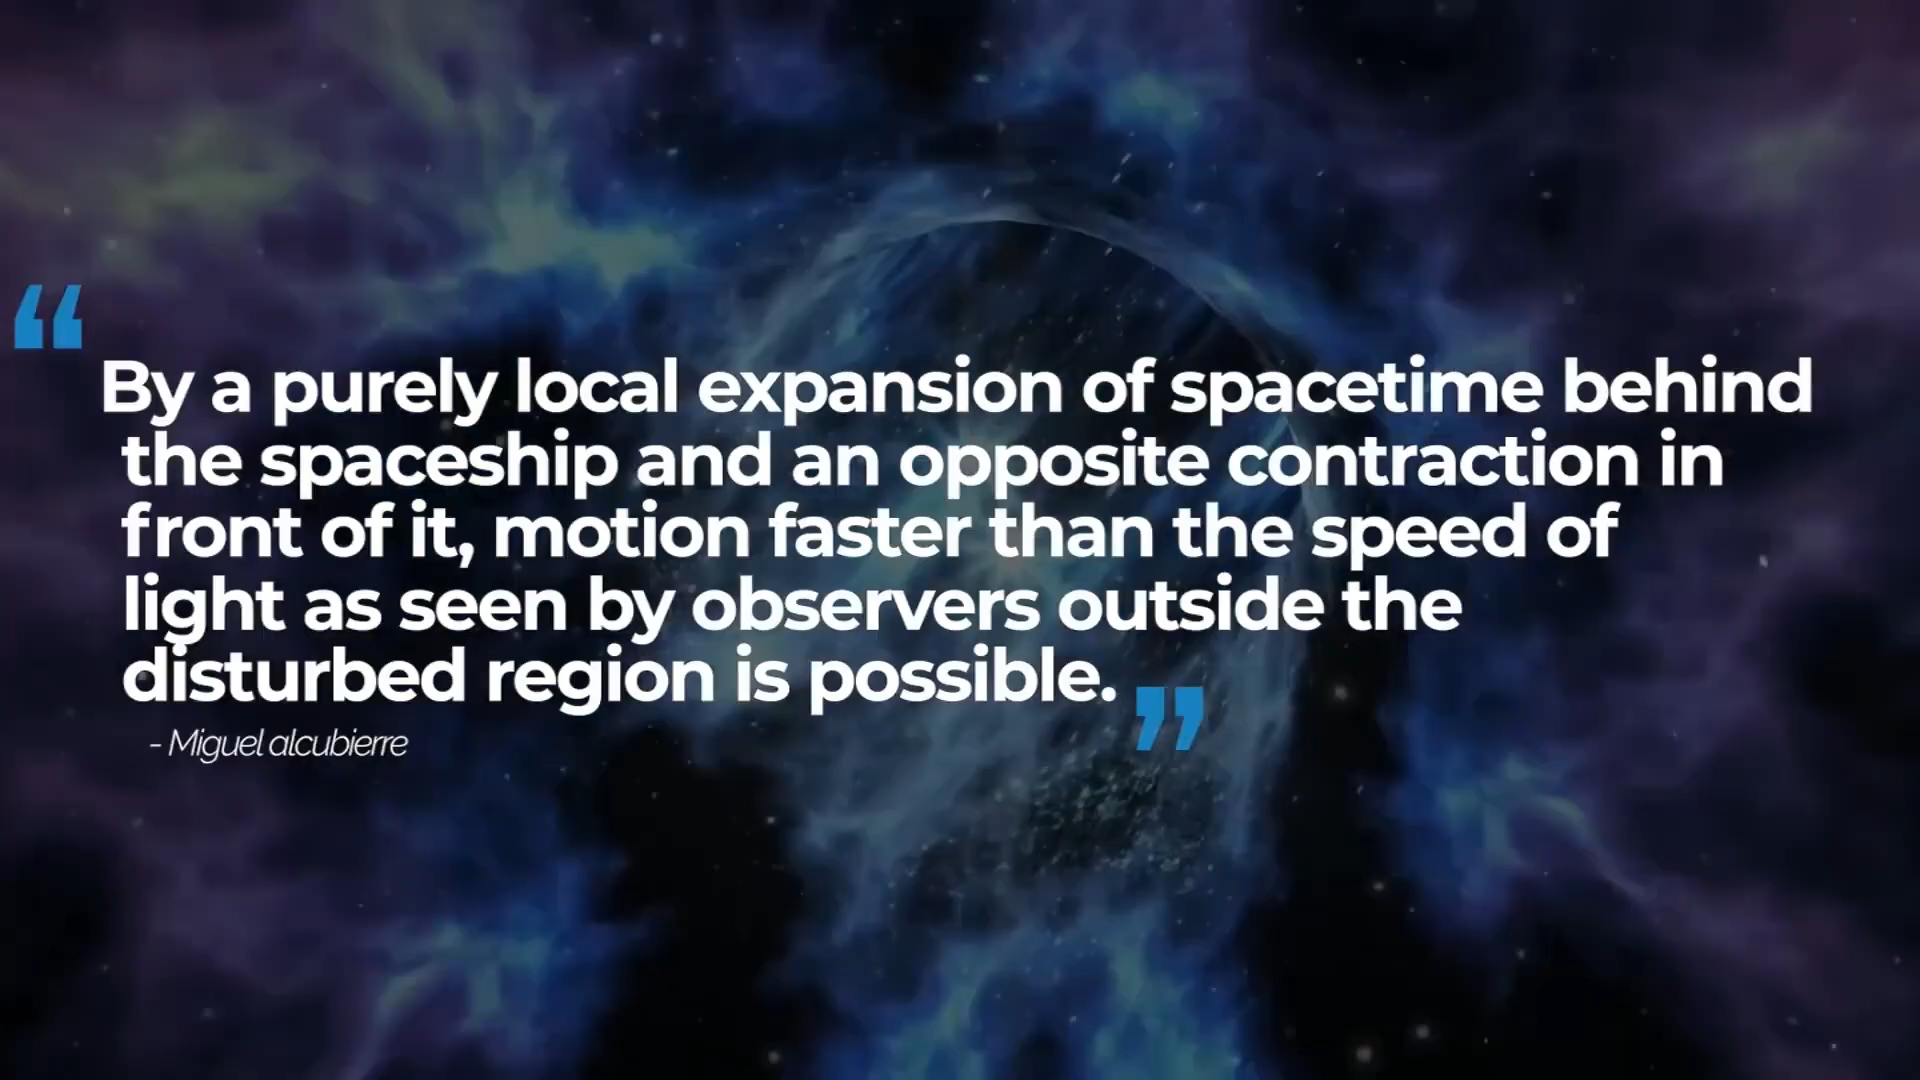 “By a purely local expansion of spacetime behind
the spaceship and an opposite contraction in
front of it, motion faster than the speed of
light as seen by observers outside the
disturbed region is possible.”
- Miguel alcubierre